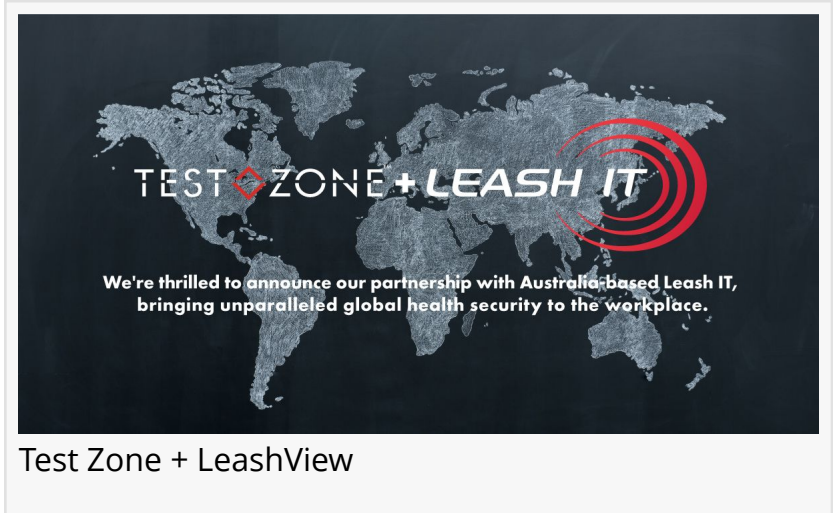 TEST ZONE + LEASH IT
We're thrilled to announce our partnership with Australia-based Leash IT,
bringing unparalleled global health security to the workplace.
Test Zone + LeashView